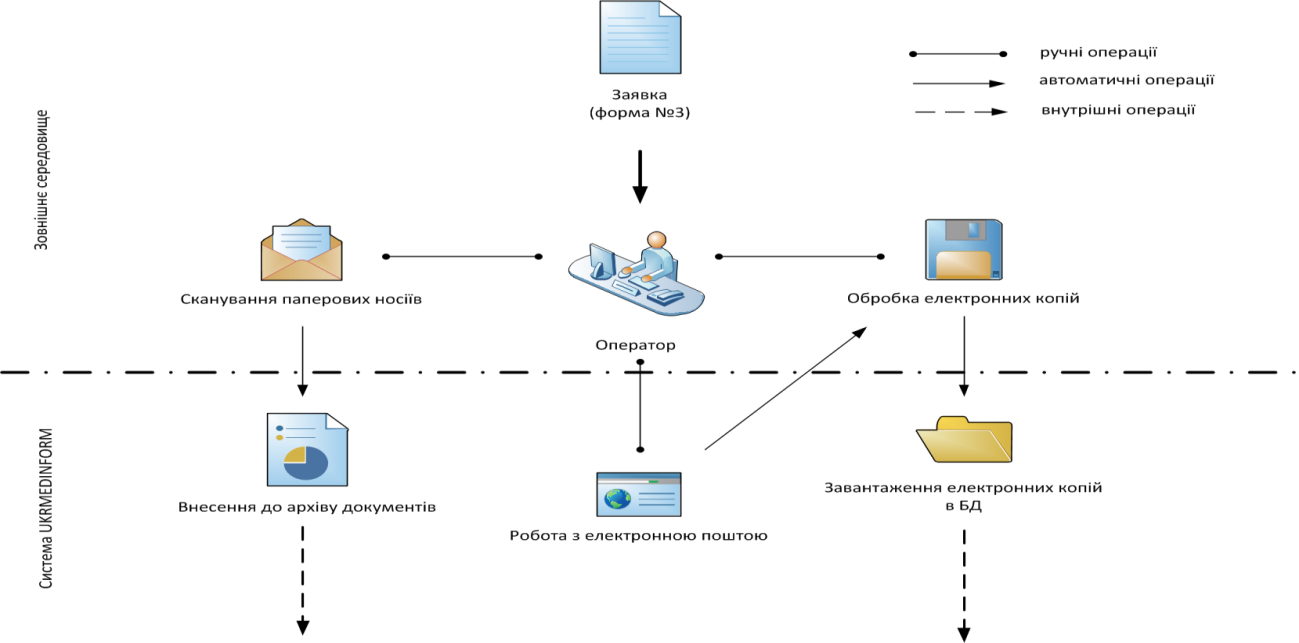 Заявка
(форма №3)
ручні операції
автоматичні операції
внутрішні операції
Зовнішнє середовище
Сканування паперових носіїв
Оператор
Обробка електронних копій
Система UKRMEDINFORM
Внесення до архіву документів
Робота з електронною поштою
Завантаження електронних копій
в БД